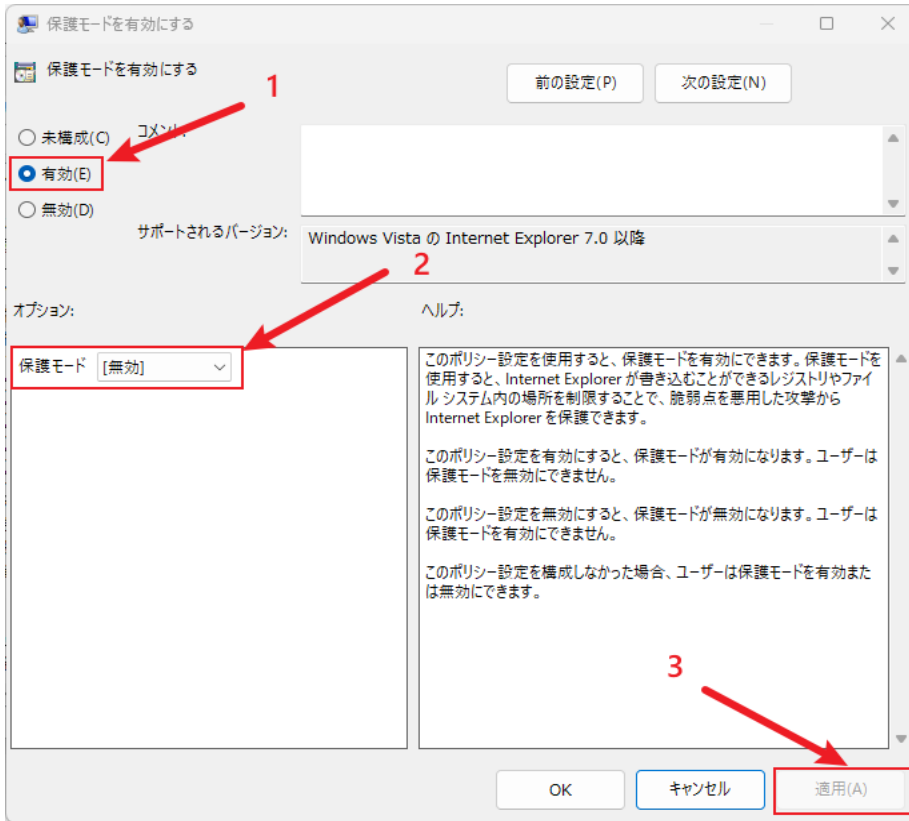 保護モードを有効にする
保護モードを有効にする
1
前の設定(P)
次の設定(N)
未構成(C)
コメント:
有効(E)
無効(D)
サポートされるバージョン:
Windows Vista の Internet Explorer 7.0 以降
2
オプション:
ヘルプ:
保護モード [無効]
このポリシー設定を使用すると、保護モードを有効にできます。保護モードを
使用すると、Internet Explorer が書き込むことができるレジストリやファイ
ル システム内の場所を制限することで、脆弱点を悪用した攻撃から
Internet Explorer を保護できます。
このポリシー設定を有効にすると、保護モードが有効になります。ユーザーは
保護モードを無効にできません。
このポリシー設定を無効にすると、保護モードが無効になります。ユーザーは
保護モードを有効にできません。
このポリシー設定を構成しなかった場合、ユーザーは保護モードを有効また
は無効にできます。
3
OK
キャンセル
適用(A)